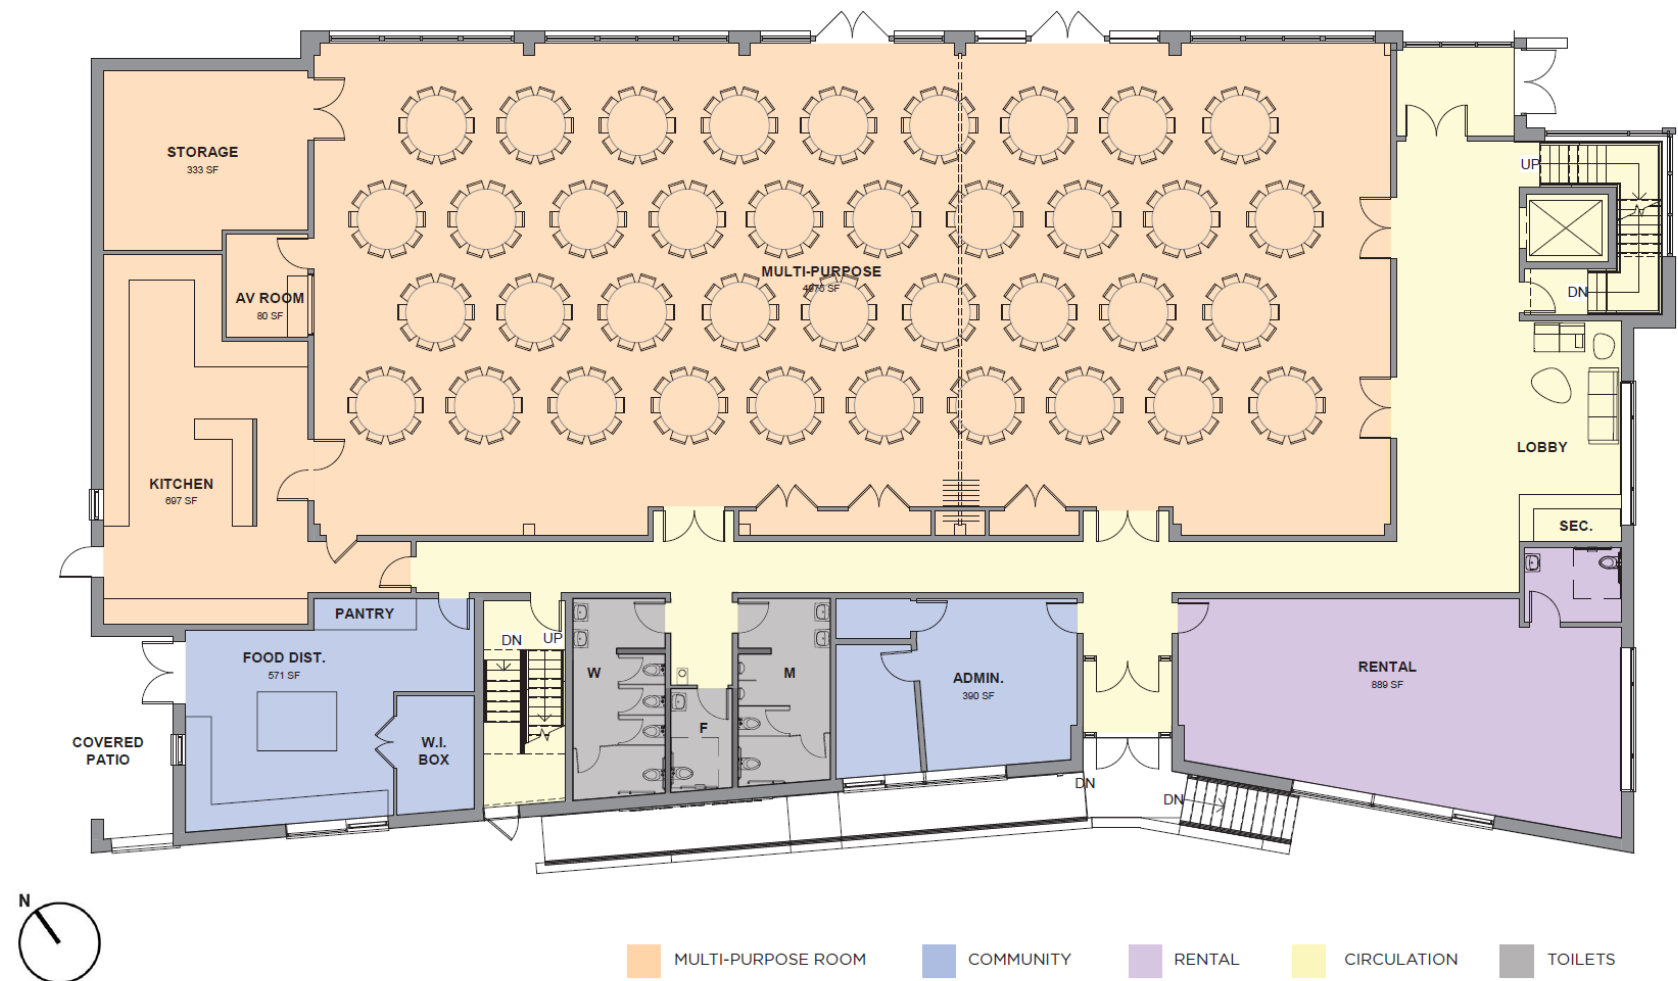 STORAGE
333 SF
UP
AV ROOM
80 SF
MULTI-PURPOSE
4976 SF
DN
LOBBY
KITCHEN
697 SF
SEC.
PANTRY
DN
UP
FOOD DIST.
571 SF
W
M
F
ADMIN.
390 SF
RENTAL
889 SF
COVERED
PATIO
W.I.
BOX
DN
DN
N
MULTI-PURPOSE ROOM
COMMUNITY
RENTAL
CIRCULATION
TOILETS